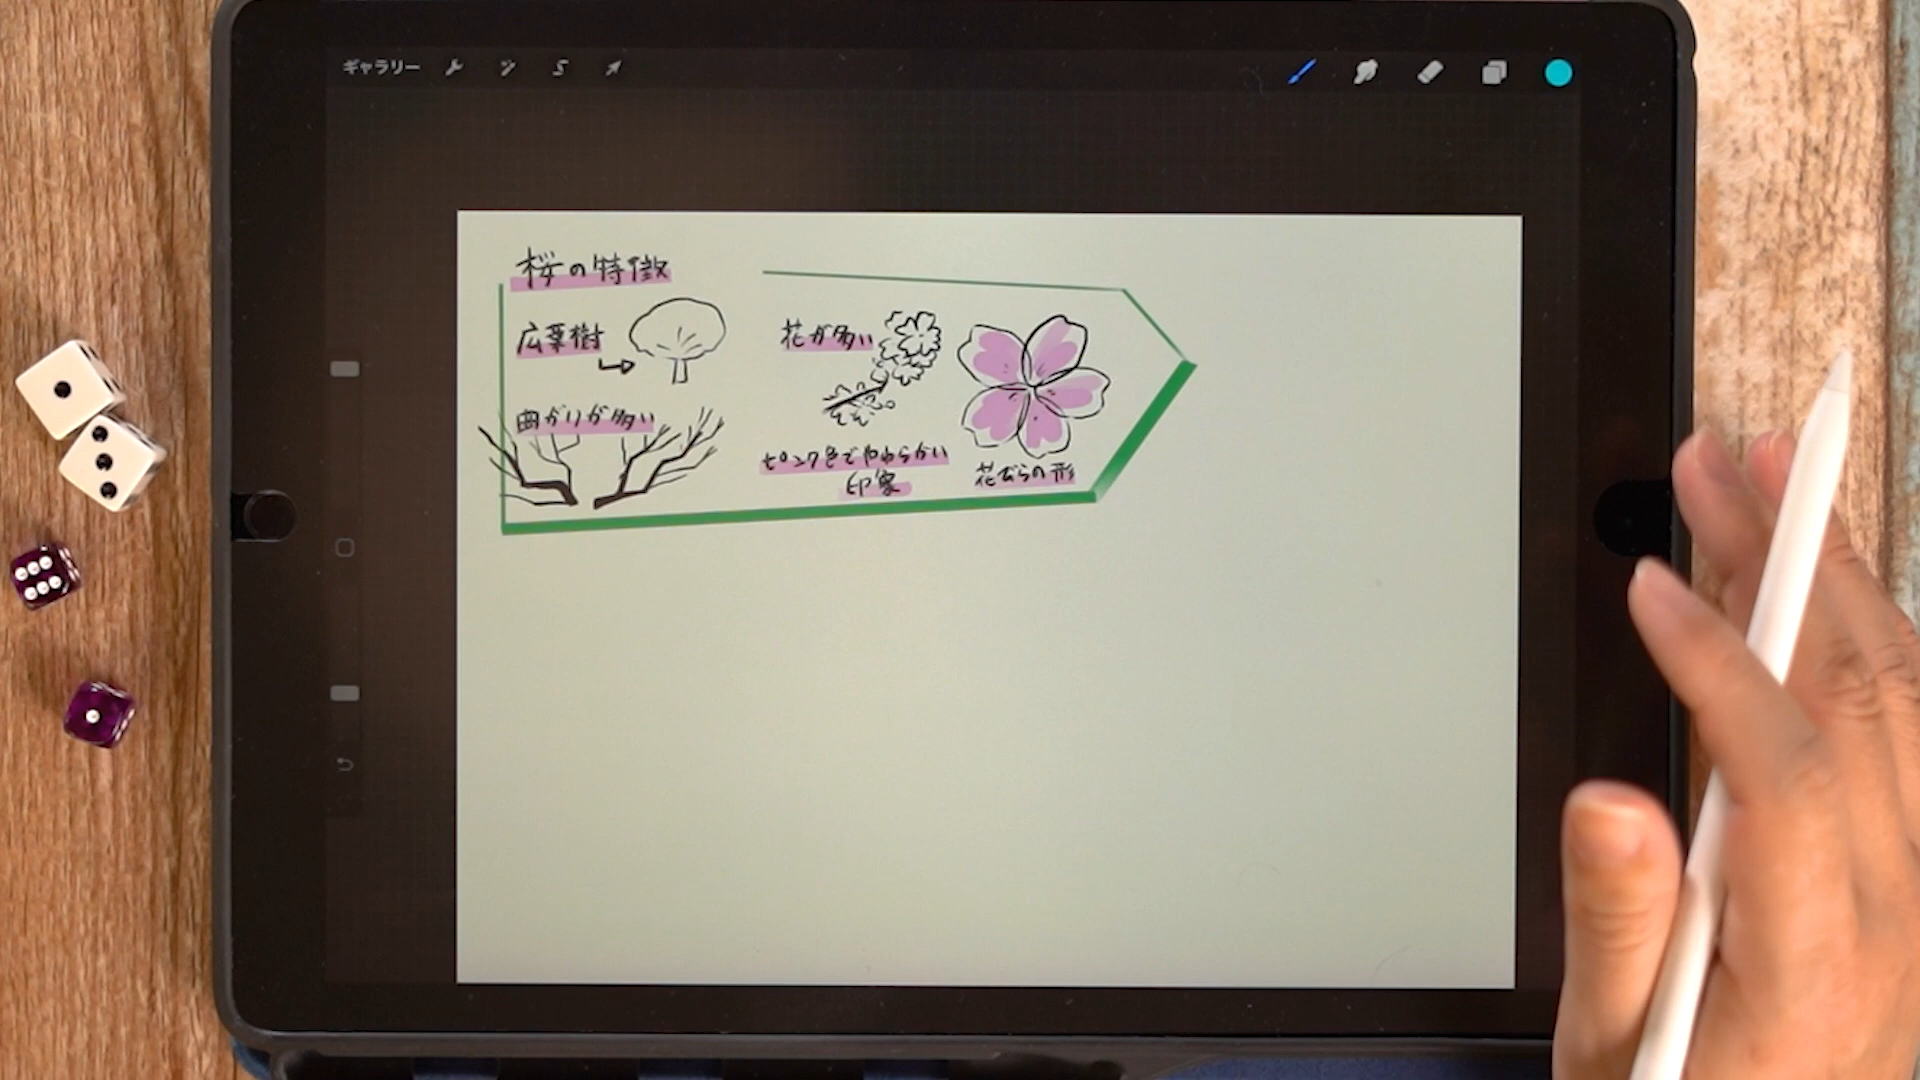 ギャラリー
桜の特徴
広葉樹
花が多い
曲がりが多い
ピンク色でやわらかい
印象
花びらの形